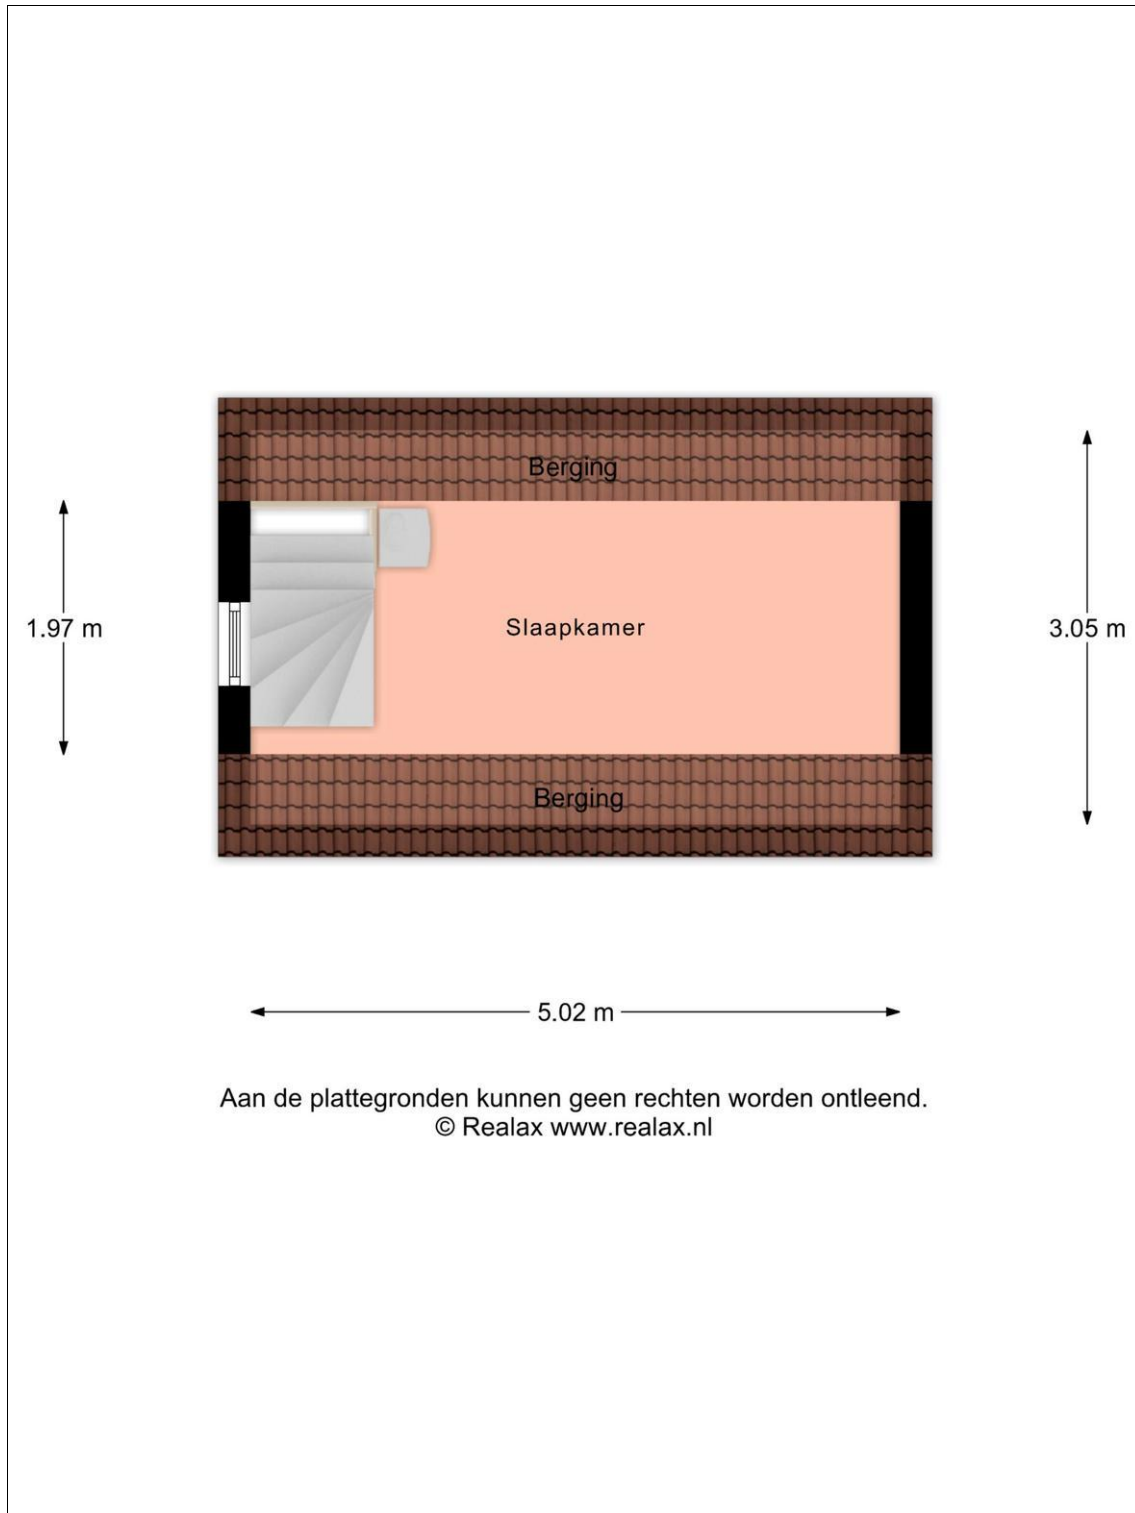 Berging
1.97 m
Slaapkamer
3.05 m
Berging
5.02 m
Aan de plattegronden kunnen geen rechten worden ontleend.
© Realax www.realax.nl